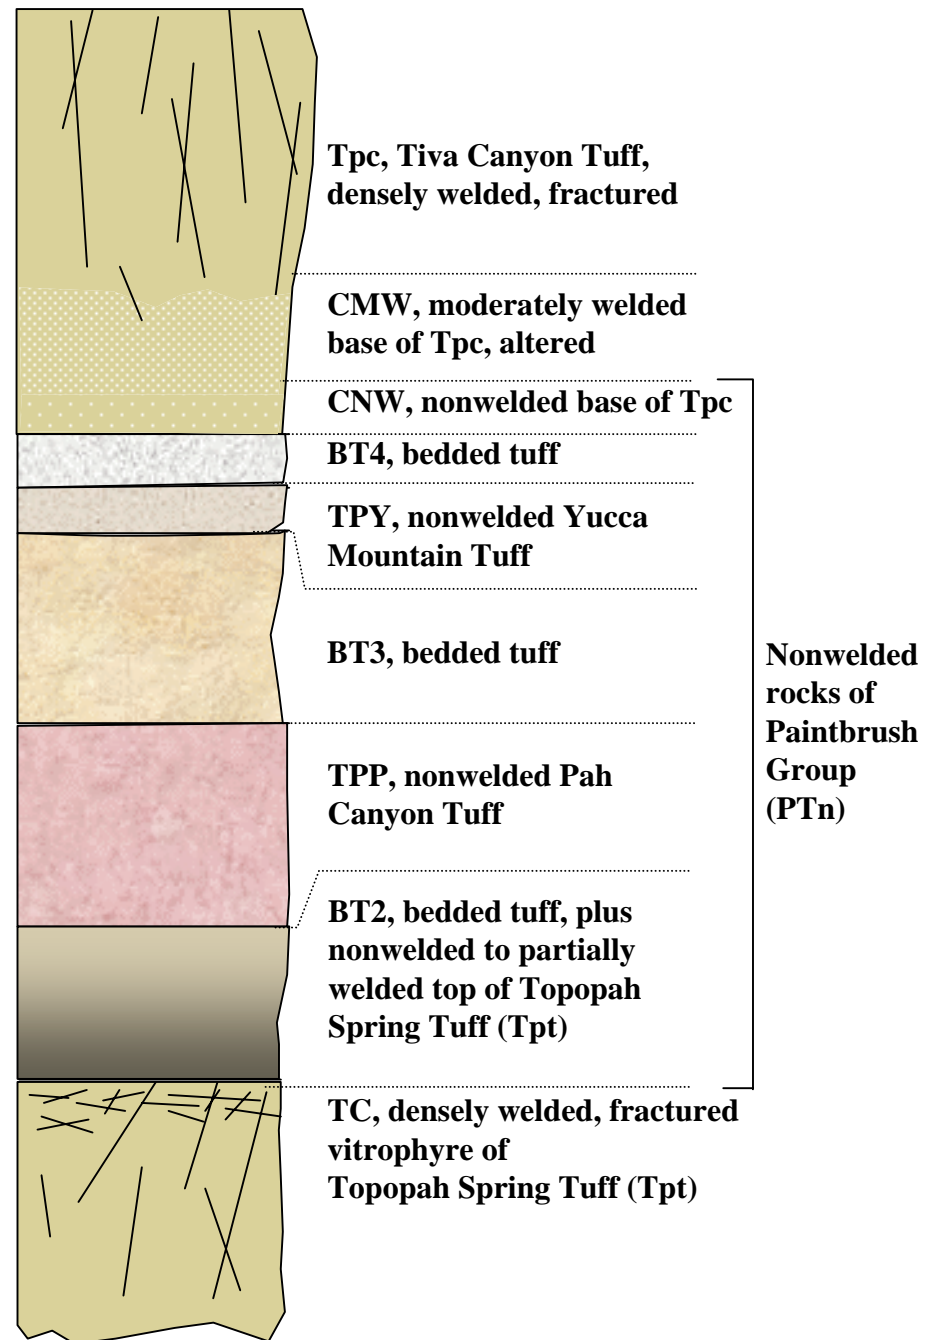 Tpc, Tiva Canyon Tuff,
densely welded, fractured
CMW, moderately welded
base of Tpc, altered
CNW, nonwelded base of Tpc
BT4, bedded tuff
TPY, nonwelded Yucca
Mountain Tuff
BT3, bedded tuff
TPP, nonwelded Pah
Canyon Tuff
BT2, bedded tuff, plus
nonwelded to partially
welded top of Topopah
Spring Tuff (Tpt)
TC, densely welded, fractured
vitrophyre of
Topopah Spring Tuff (Tpt)
Nonwelded
rocks of
Paintbrush
Group
(PTn)